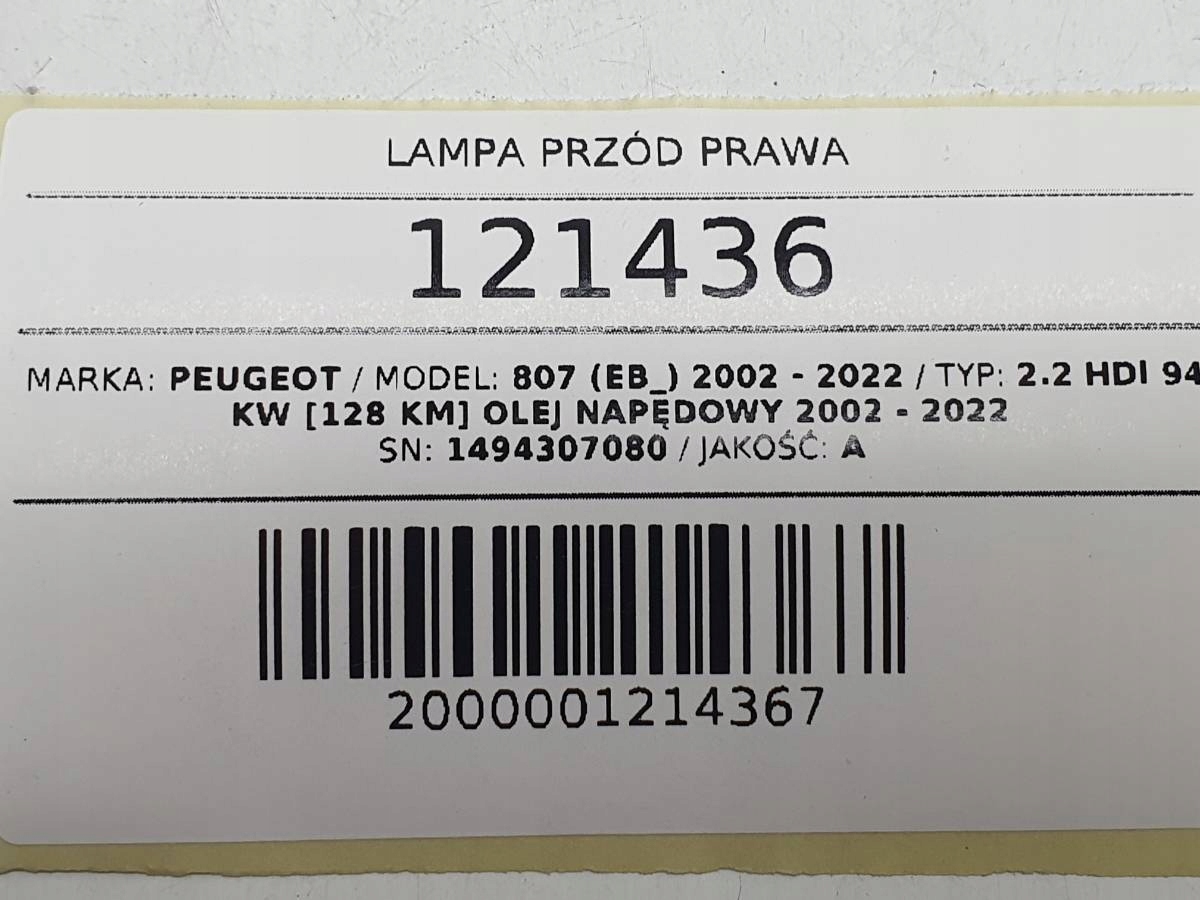 LAMPA PRZÓD PRAWA
121436
MARKA: PEUGEOT / MODEL: 807 (EB_) 2002 - 2022 / TYP: 2.2 HDI 94
KW [128 KM] OLEJ NAPĘDOWY 2002 - 2022
SN: 1494307080 / JAKOŚĆ: A
2000001214367